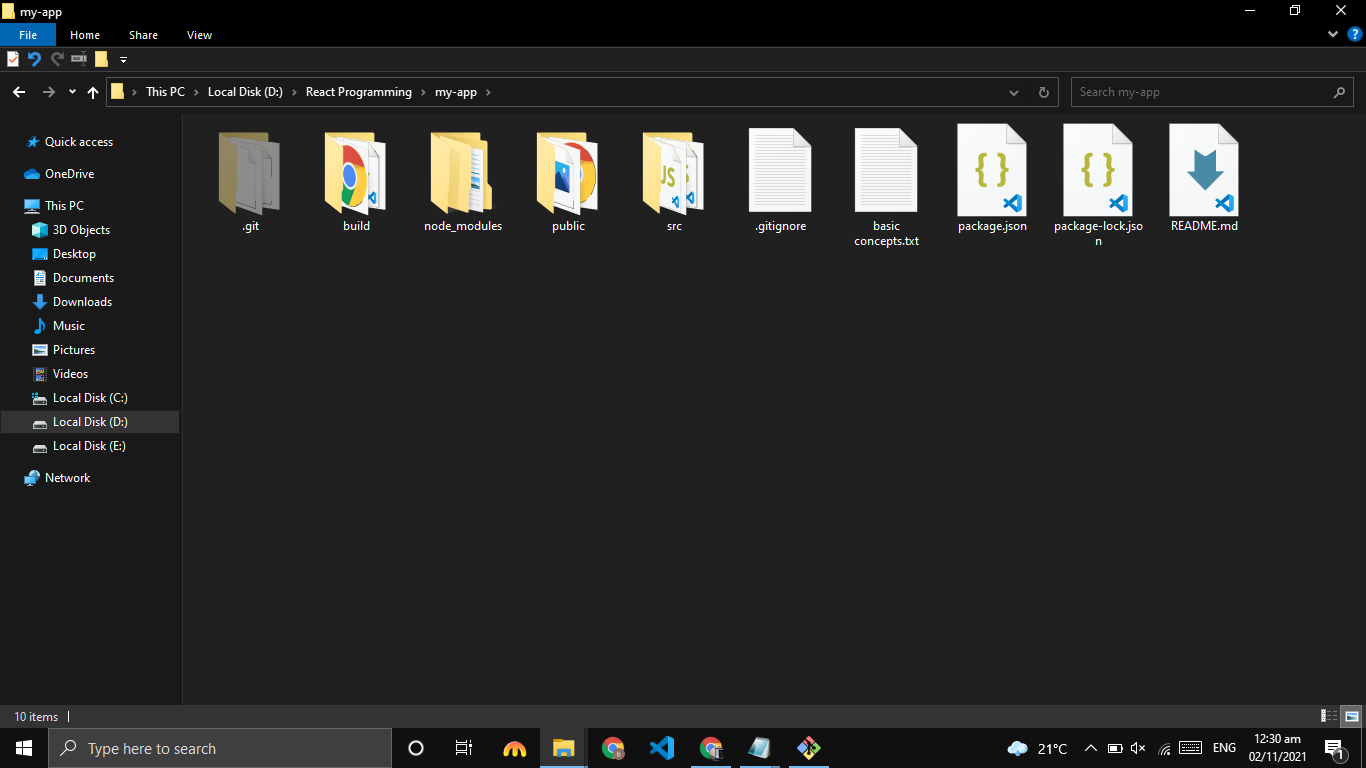 my-app
File Home Share View
This PC Local Disk (D:) React Programming my-app
Search my-app
Quick access
OneDrive
This PC
3D Objects
Desktop
Documents
Downloads
Music
Pictures
Videos
Local Disk (C:)
Local Disk (D:)
Local Disk (E:)
Network
.git
build
node_modules
public
src
.gitignore
basic
concepts.txt
package.json
package-lock.jso
n
README.md
10 items
Type here to search
21°C
ENG
12:30 am
02/11/2021
1